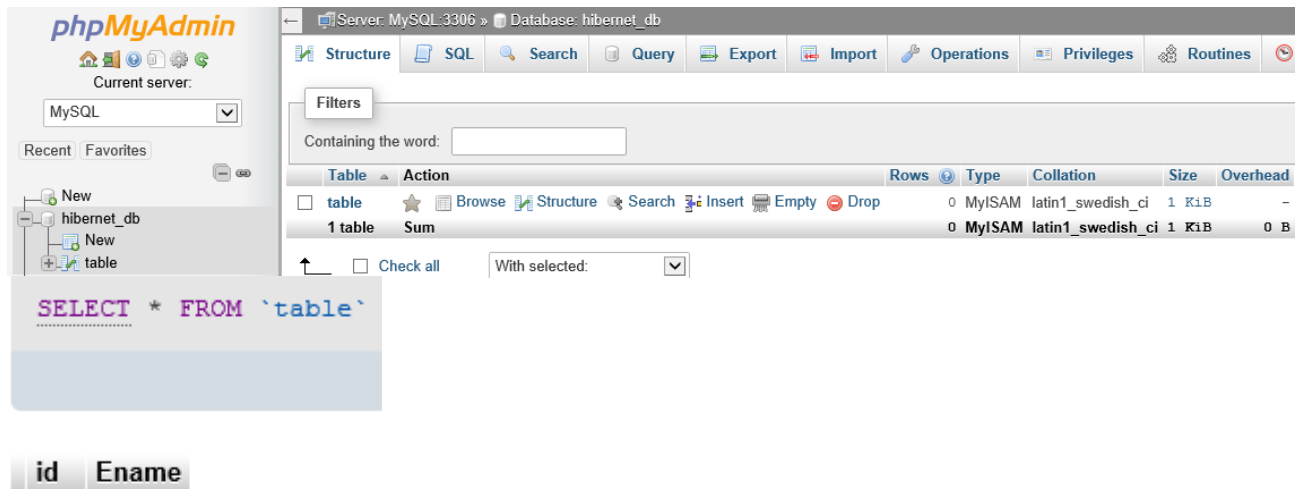 phpMyAdmin
Current server:
MySQL
Recent Favorites
New
hibernet_db
New
table
Server: MySQL:3306 » Database: hibernet_db
Structure SQL Search Query Export Import Operations Privileges Routines
Filters
Containing the word:
Table Action Rows Type Collation Size Overhead
table Browse Structure Search Insert Empty Drop 0 MyISAM latin1_swedish_ci 1 KiB -
1 table Sum 0 MyISAM latin1_swedish_ci 1 KiB 0 B
Check all With selected:
SELECT * FROM `table`
id Ename